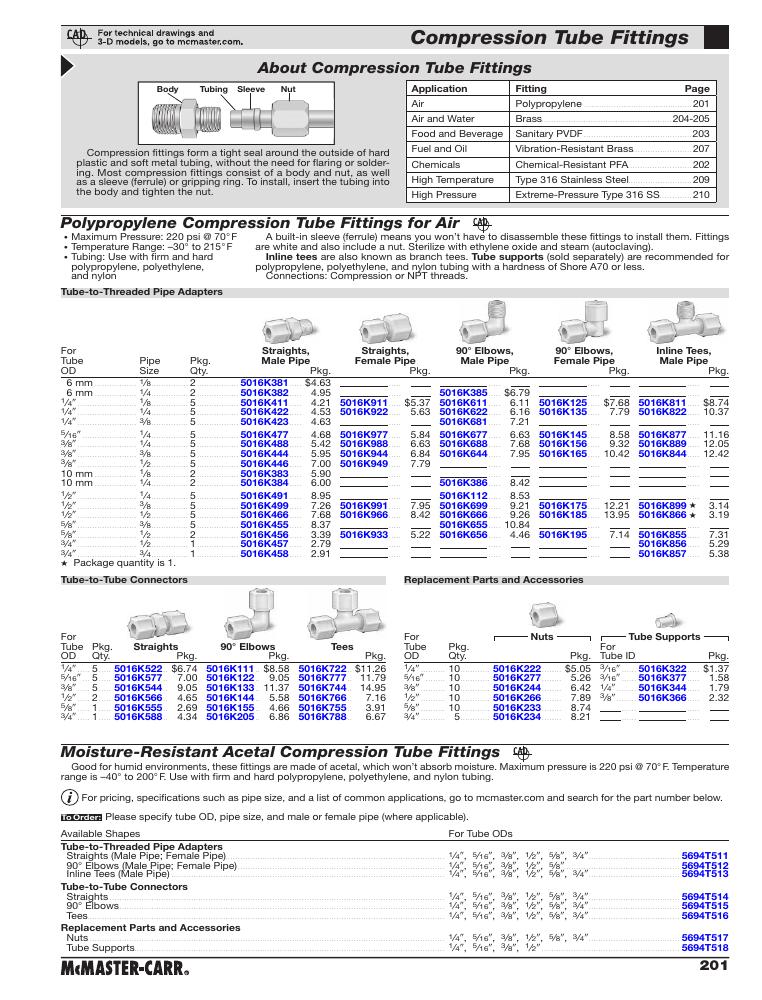 CAD
For technical drawings and
3-D models, go to mcmaster.com.
Compression Tube Fittings
About Compression Tube Fittings
Body Tubing Sleeve Nut
Compression fittings form a tight seal around the outside of hard
plastic and soft metal tubing, without the need for flaring or solder-
ing. Most compression fittings consist of a body and nut, as well
as a sleeve (ferrule) or gripping ring. To install, insert the tubing into
the body and tighten the nut.
Application Fitting Page
Air Polypropylene 201
Air and Water Brass 204-205
Food and Beverage Sanitary PVDF 203
Fuel and Oil Vibration-Resistant Brass 207
Chemicals Chemical-Resistant PFA 202
High Temperature Type 316 Stainless Steel 209
High Pressure Extreme-Pressure Type 316 SS 210
Polypropylene Compression Tube Fittings for Air CAD
• Maximum Pressure: 220 psi @ 70°F
• Temperature Range: –30° to 215°F
• Tubing: Use with firm and hard
polypropylene, polyethylene,
and nylon
A built-in sleeve (ferrule) means you won't have to disassemble these fittings to install them. Fittings
are white and also include a nut. Sterilize with ethylene oxide and steam (autoclaving).
Inline tees are also known as branch tees. Tube supports (sold separately) are recommended for
polypropylene, polyethylene, and nylon tubing with a hardness of Shore A70 or less.
Connections: Compression or NPT threads.
Tube-to-Threaded Pipe Adapters
For Tube OD Pipe Size Pkg. Qty. Straights, Male Pipe Pkg. Straights, Female Pipe Pkg. 90° Elbows, Male Pipe Pkg. 90° Elbows, Female Pipe Pkg. Inline Tees, Male Pipe Pkg.
6 mm 1/8 2 5016K381 $4.63
6 mm 1/4 2 5016K382 4.95 5016K385 $6.79
1/4″ 1/8 5 5016K411 4.21 5016K911 $5.37 5016K611 6.11 5016K125 $7.68 5016K811 $8.74
1/4″ 1/4 5 5016K422 4.53 5016K922 5.63 5016K622 6.16 5016K135 7.79 5016K822 10.37
1/4″ 3/8 5 5016K423 4.63 5016K681 7.21
5/16″ 1/4 5 5016K477 4.68 5016K977 5.84 5016K677 6.63 5016K145 8.58 5016K877 11.16
3/8″ 1/4 5 5016K488 5.42 5016K988 6.63 5016K688 7.68 5016K156 9.32 5016K889 12.05
3/8″ 3/8 5 5016K444 5.95 5016K944 6.84 5016K644 7.95 5016K165 10.42 5016K844 12.42
3/8″ 1/2 5 5016K446 7.00 5016K949 7.79
10 mm 1/8 2 5016K383 5.90
10 mm 1/4 2 5016K384 6.00 5016K386 8.42
1/2″ 1/4 5 5016K491 8.95 5016K112 8.53
1/2″ 3/8 5 5016K499 7.26 5016K991 7.95 5016K699 9.21 5016K175 12.21 5016K899 ★ 3.14
1/2″ 1/2 5 5016K466 7.68 5016K966 8.42 5016K666 9.26 5016K185 13.95 5016K866 ★ 3.19
5/8″ 3/8 5 5016K455 8.37 5016K655 10.84
5/8″ 1/2 2 5016K456 3.39 5016K933 5.22 5016K656 4.46 5016K195 7.14 5016K855 7.31
3/4″ 1/2 1 5016K457 2.79 5016K856 5.29
3/4″ 3/4 1 5016K458 2.91 5016K857 5.38
★ Package quantity is 1.
Tube-to-Tube Connectors
For Tube OD Pkg. Qty. Straights Pkg. 90° Elbows Pkg. Tees Pkg.
1/4″ 5 5016K522 $6.74 5016K111 $8.58 5016K722 $11.26
5/16″ 5 5016K577 7.00 5016K122 9.05 5016K777 11.79
3/8″ 5 5016K544 9.05 5016K133 11.37 5016K744 14.95
1/2″ 2 5016K566 4.65 5016K144 5.58 5016K766 7.16
5/8″ 1 5016K555 2.69 5016K155 4.66 5016K755 3.91
3/4″ 1 5016K588 4.34 5016K205 6.86 5016K788 6.67
Replacement Parts and Accessories
For Tube OD Pkg. Qty. Nuts Pkg. Tube Supports For Tube ID Pkg.
1/4″ 10 5016K222 $5.05 3/16″ 5016K322 $1.37
5/16″ 10 5016K277 5.26 3/16″ 5016K377 1.58
3/8″ 10 5016K244 6.42 1/4″ 5016K344 1.79
1/2″ 10 5016K266 7.89 3/8″ 5016K366 2.32
5/8″ 10 5016K233 8.74
3/4″ 5 5016K234 8.21
Moisture-Resistant Acetal Compression Tube Fittings CAD
Good for humid environments, these fittings are made of acetal, which won't absorb moisture. Maximum pressure is 220 psi @ 70°F. Temperature
range is –40° to 200°F. Use with firm and hard polypropylene, polyethylene, and nylon tubing.
i For pricing, specifications such as pipe size, and a list of common applications, go to mcmaster.com and search for the part number below.
To Order: Please specify tube OD, pipe size, and male or female pipe (where applicable).
Available Shapes For Tube ODs
Tube-to-Threaded Pipe Adapters
Straights (Male Pipe; Female Pipe) 1/4″, 5/16″, 3/8″, 1/2″, 5/8″, 3/4″ 5694T511
90° Elbows (Male Pipe; Female Pipe) 1/4″, 5/16″, 3/8″, 1/2″, 5/8″ 5694T512
Inline Tees (Male Pipe) 1/4″, 5/16″, 3/8″, 1/2″, 5/8″, 3/4″ 5694T513
Tube-to-Tube Connectors
Straights 1/4″, 5/16″, 3/8″, 1/2″, 5/8″, 3/4″ 5694T514
90° Elbows 1/4″, 5/16″, 3/8″, 1/2″, 5/8″, 3/4″ 5694T515
Tees 1/4″, 5/16″, 3/8″, 1/2″, 5/8″, 3/4″ 5694T516
Replacement Parts and Accessories
Nuts 1/4″, 5/16″, 3/8″, 1/2″, 5/8″, 3/4″ 5694T517
Tube Supports 1/4″, 5/16″, 3/8″, 1/2″ 5694T518
McMASTER-CARR® 201